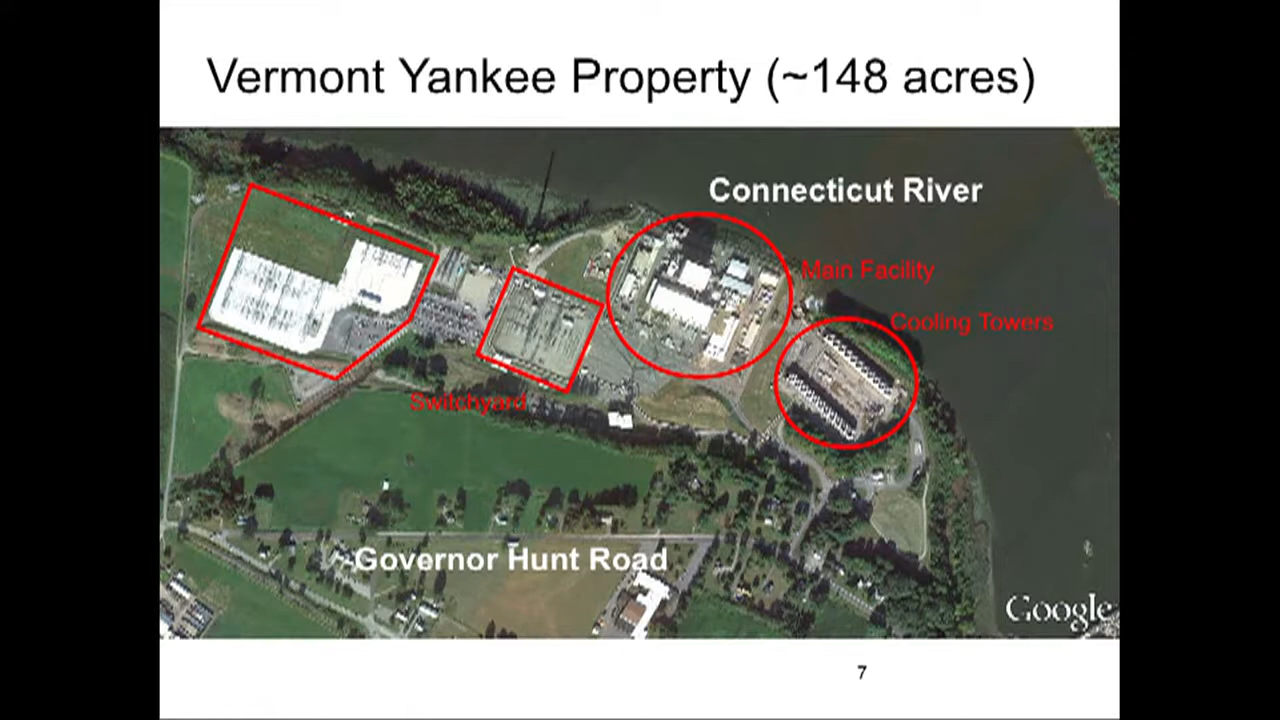 Vermont Yankee Property (~148 acres)
Connecticut River
Main Facility
Cooling Towers
Switchyard
Governor Hunt Road
Google
7